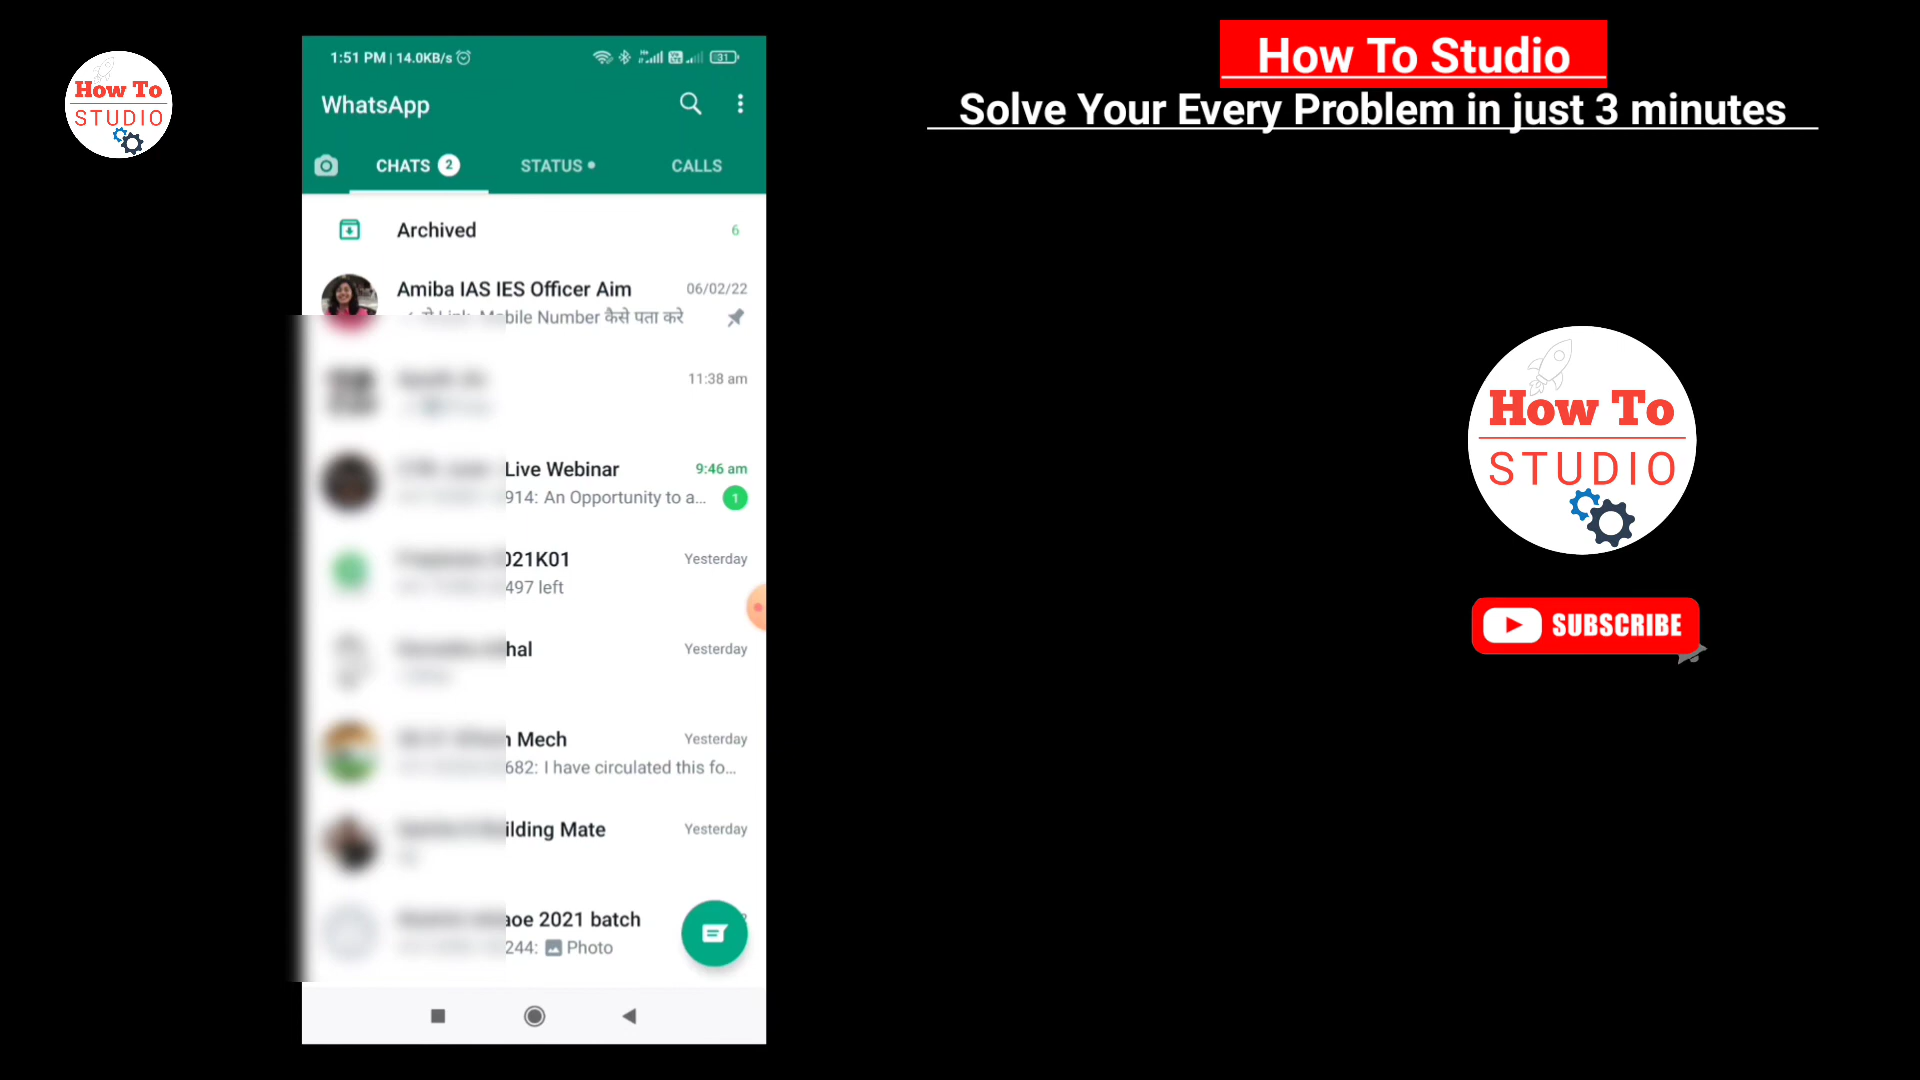 How To
STUDIO
How To Studio
Solve Your Every Problem in just 3 minutes
1:51 PM | 14.0KB/s
31
WhatsApp
CHATS 2
STATUS •
CALLS
Archived 6
Amiba IAS IES Officer Aim 06/02/22
Mobile Number कैसे पता करे
11:38 am
Live Webinar 9:46 am
914: An Opportunity to a... 1
021K01 Yesterday
497 left
hal Yesterday
Mech Yesterday
682: I have circulated this fo...
ilding Mate Yesterday
aoe 2021 batch
244: Photo
How To
STUDIO
SUBSCRIBE